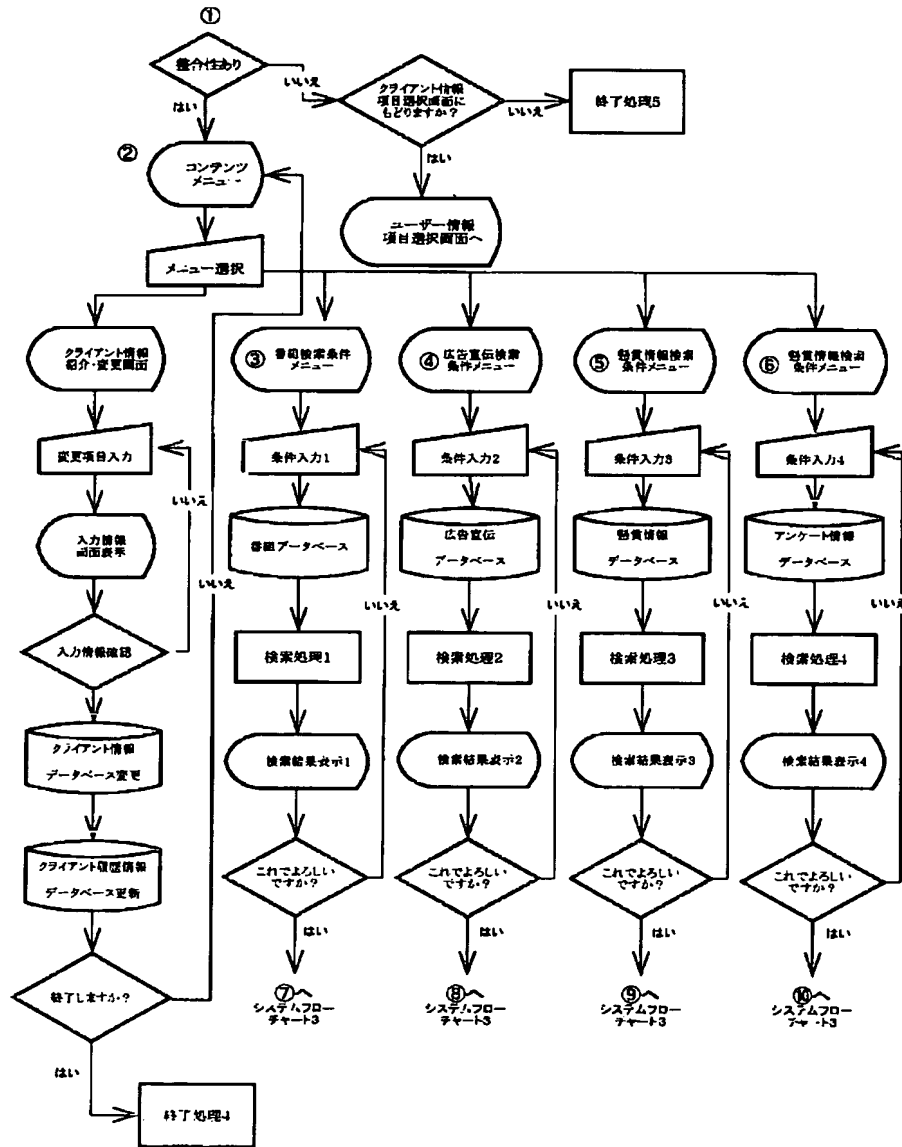 ①
整合性あり
いいえ
はい
クライアント情報
項目選択画面に
もどりますか？
いいえ
終了処理5
はい
ユーザー情報
項目選択画面へ
②
コンテンツ
メニュー
メニュー選択
クライアント情報
紹介・変更画面
変更項目入力
いいえ
入力情報
画面表示
入力情報確認
クライアント情報
データベース変更
クライアント履歴情報
データベース更新
終了しますか？
いいえ
はい
終了処理4
③
番組検索条件
メニュー
条件入力1
番組データベース
いいえ
検索処理1
検索結果表示1
これでよろしい
ですか？
はい
⑦へ
システムフロー
チャート3
④
広告宣伝検索
条件メニュー
条件入力2
広告宣伝
データベース
いいえ
検索処理2
検索結果表示2
これでよろしい
ですか？
はい
⑧へ
システムフロー
チャート3
⑤
懸賞情報検索
条件メニュー
条件入力3
懸賞情報
データベース
いいえ
検索処理3
検索結果表示3
これでよろしい
ですか？
はい
⑨へ
システムフロー
チャート3
⑥
懸賞情報検索
条件メニュー
条件入力4
アンケート情報
データベース
いいえ
検索処理4
検索結果表示4
これでよろしい
ですか？
はい
⑩へ
システムフロー
チャート3